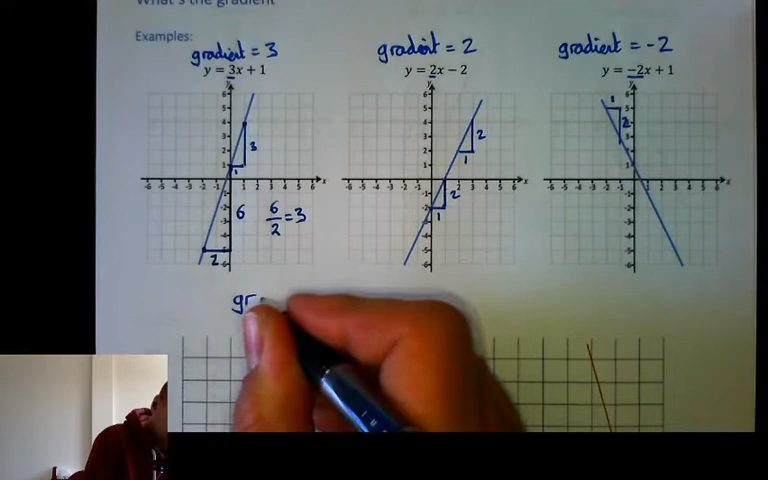 What's the gradient
Examples:
gradient = 3
y = 3x + 1
gradient = 2
y = 2x − 2
gradient = -2
y = −2x + 1
3
1
6
2
6/2 = 3
2
1
2
1
1
2
gr